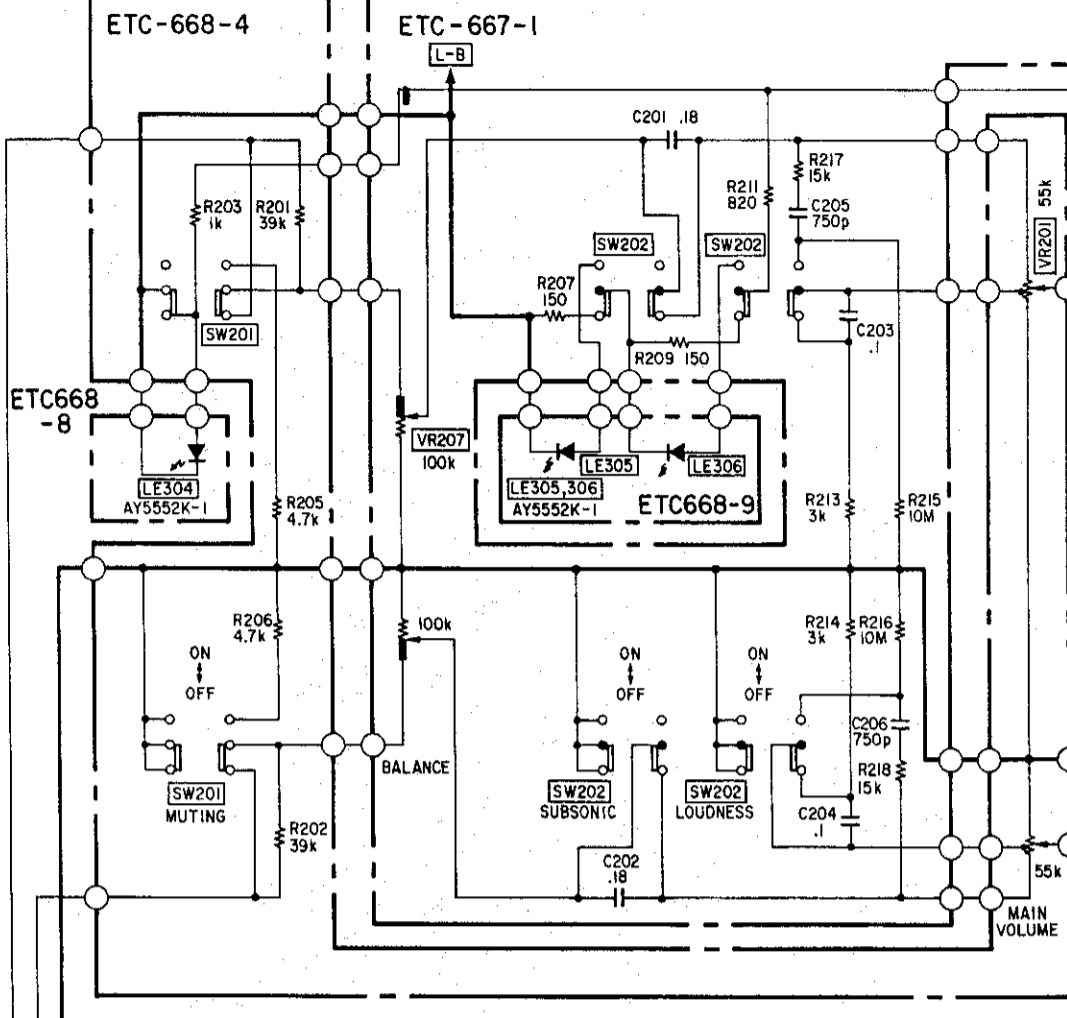 ETC-668-4
ETC-667-1
L-B
C201 .18
R217
15k
R211
820
C205
750p
55k
VR201
R203
1k
R201
39k
SW202
SW202
R207
150
SW201
C203
.1
R209 150
ETC668
-8
VR207
100k
LE304
AY5552K-1
LE305
LE306
LE305,306
AY5552K-1
ETC668-9
R205
4.7k
R213
3k
R215
10M
R206
4.7k
100k
R214
3k
R216
10M
ON
OFF
ON
OFF
ON
OFF
C206
750p
BALANCE
R218
15k
SW201
MUTING
SW202
SUBSONIC
SW202
LOUDNESS
C204
.1
R202
39k
C202
.18
55k
MAIN
VOLUME